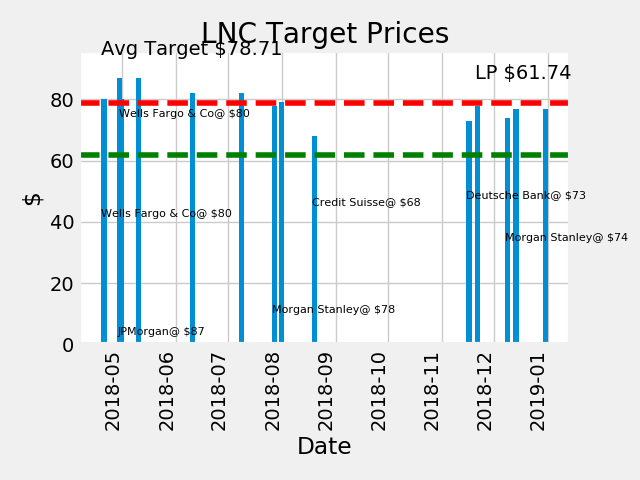 LNC Target Prices
Avg Target $78.71
LP $61.74
80
60
40
20
0
$
Wells Fargo & Co@ $80
Deutsche Bank@ $73
Credit Suisse@ $68
Wells Fargo & Co@ $80
Morgan Stanley@ $74
Morgan Stanley@ $78
JPMorgan@ $87
2018-05
2018-06
2018-07
2018-08
2018-09
2018-10
2018-11
2018-12
2019-01
Date